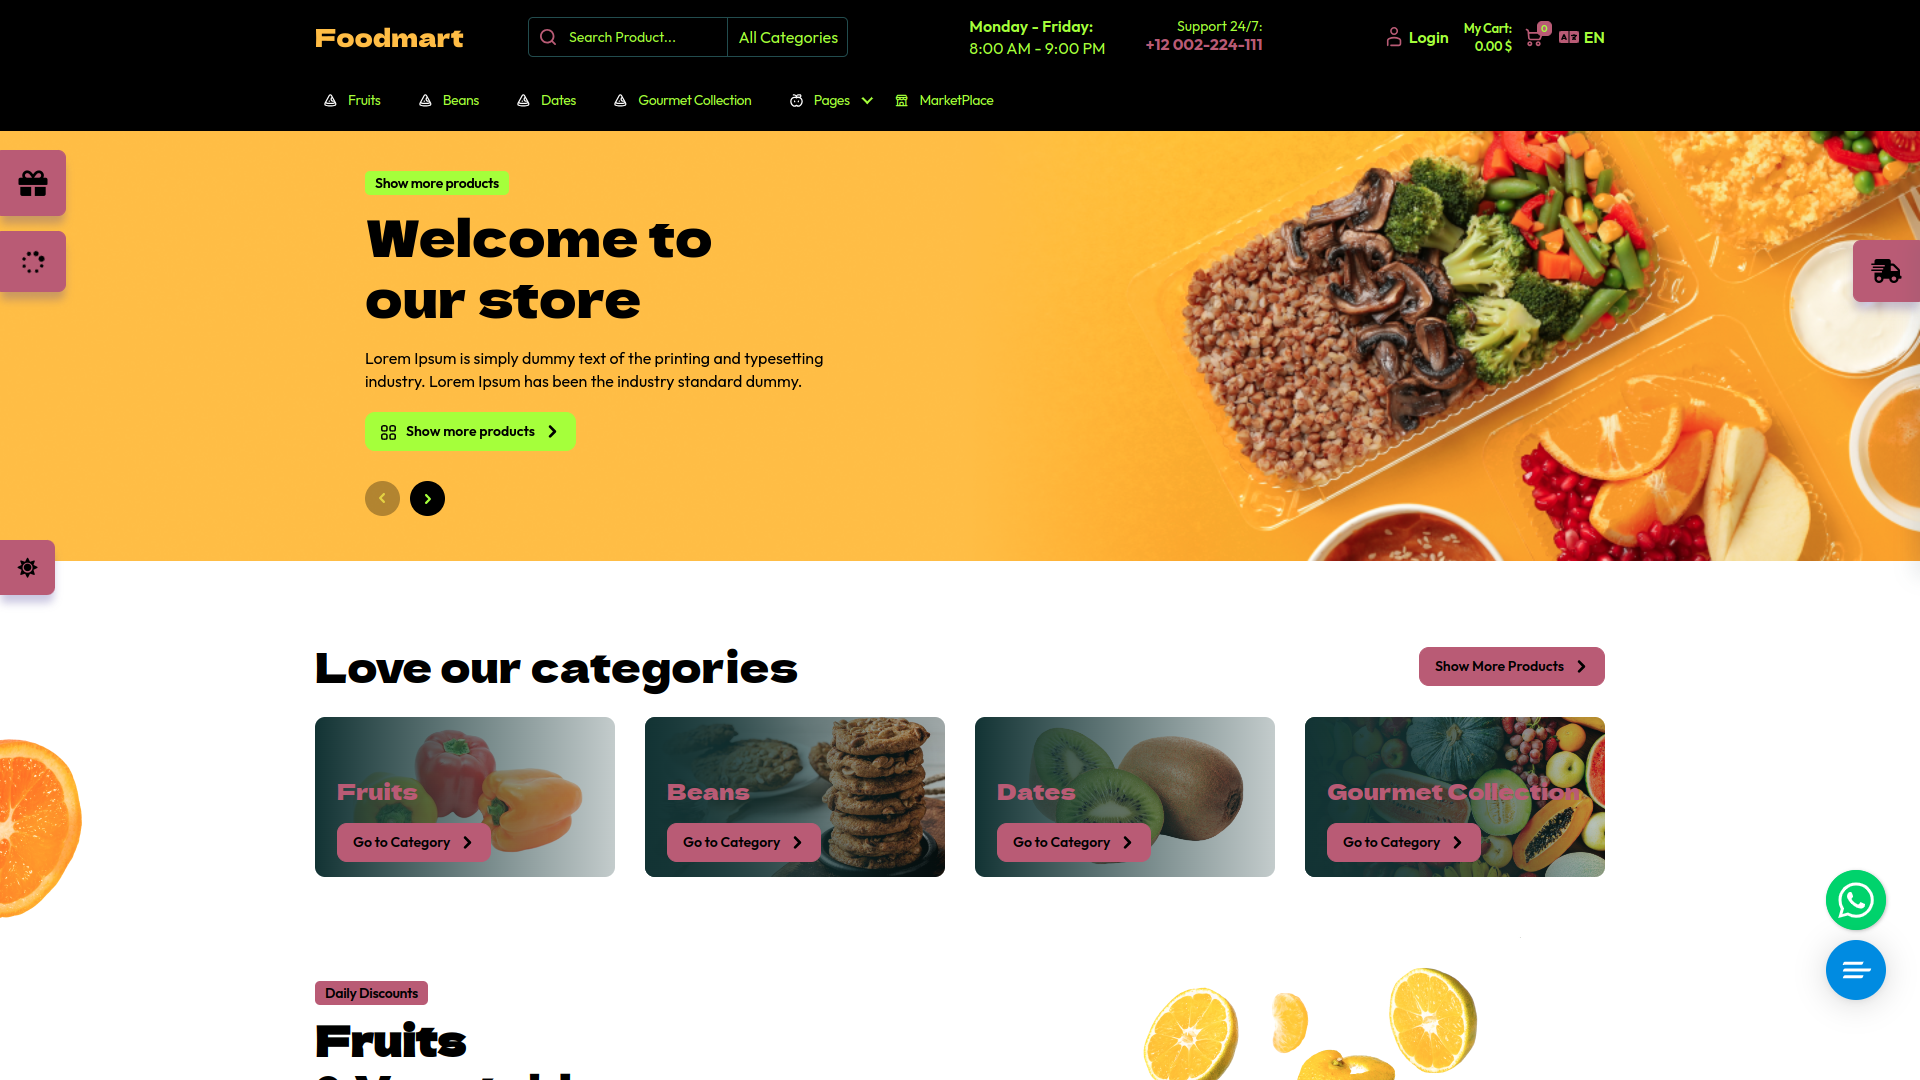 Foodmart
Search Product...
All Categories
Monday - Friday:
8:00 AM - 9:00 PM
Support 24/7:
+12 002-224-111
Login
My Cart:
0.00 $
0
EN
Fruits
Beans
Dates
Gourmet Collection
Pages
MarketPlace
Show more products
Welcome to
our store
Lorem Ipsum is simply dummy text of the printing and typesetting
industry. Lorem Ipsum has been the industry standard dummy.
Show more products
Love our categories
Show More Products
Fruits
Go to Category
Beans
Go to Category
Dates
Go to Category
Gourmet Collection
Go to Category
Daily Discounts
Fruits